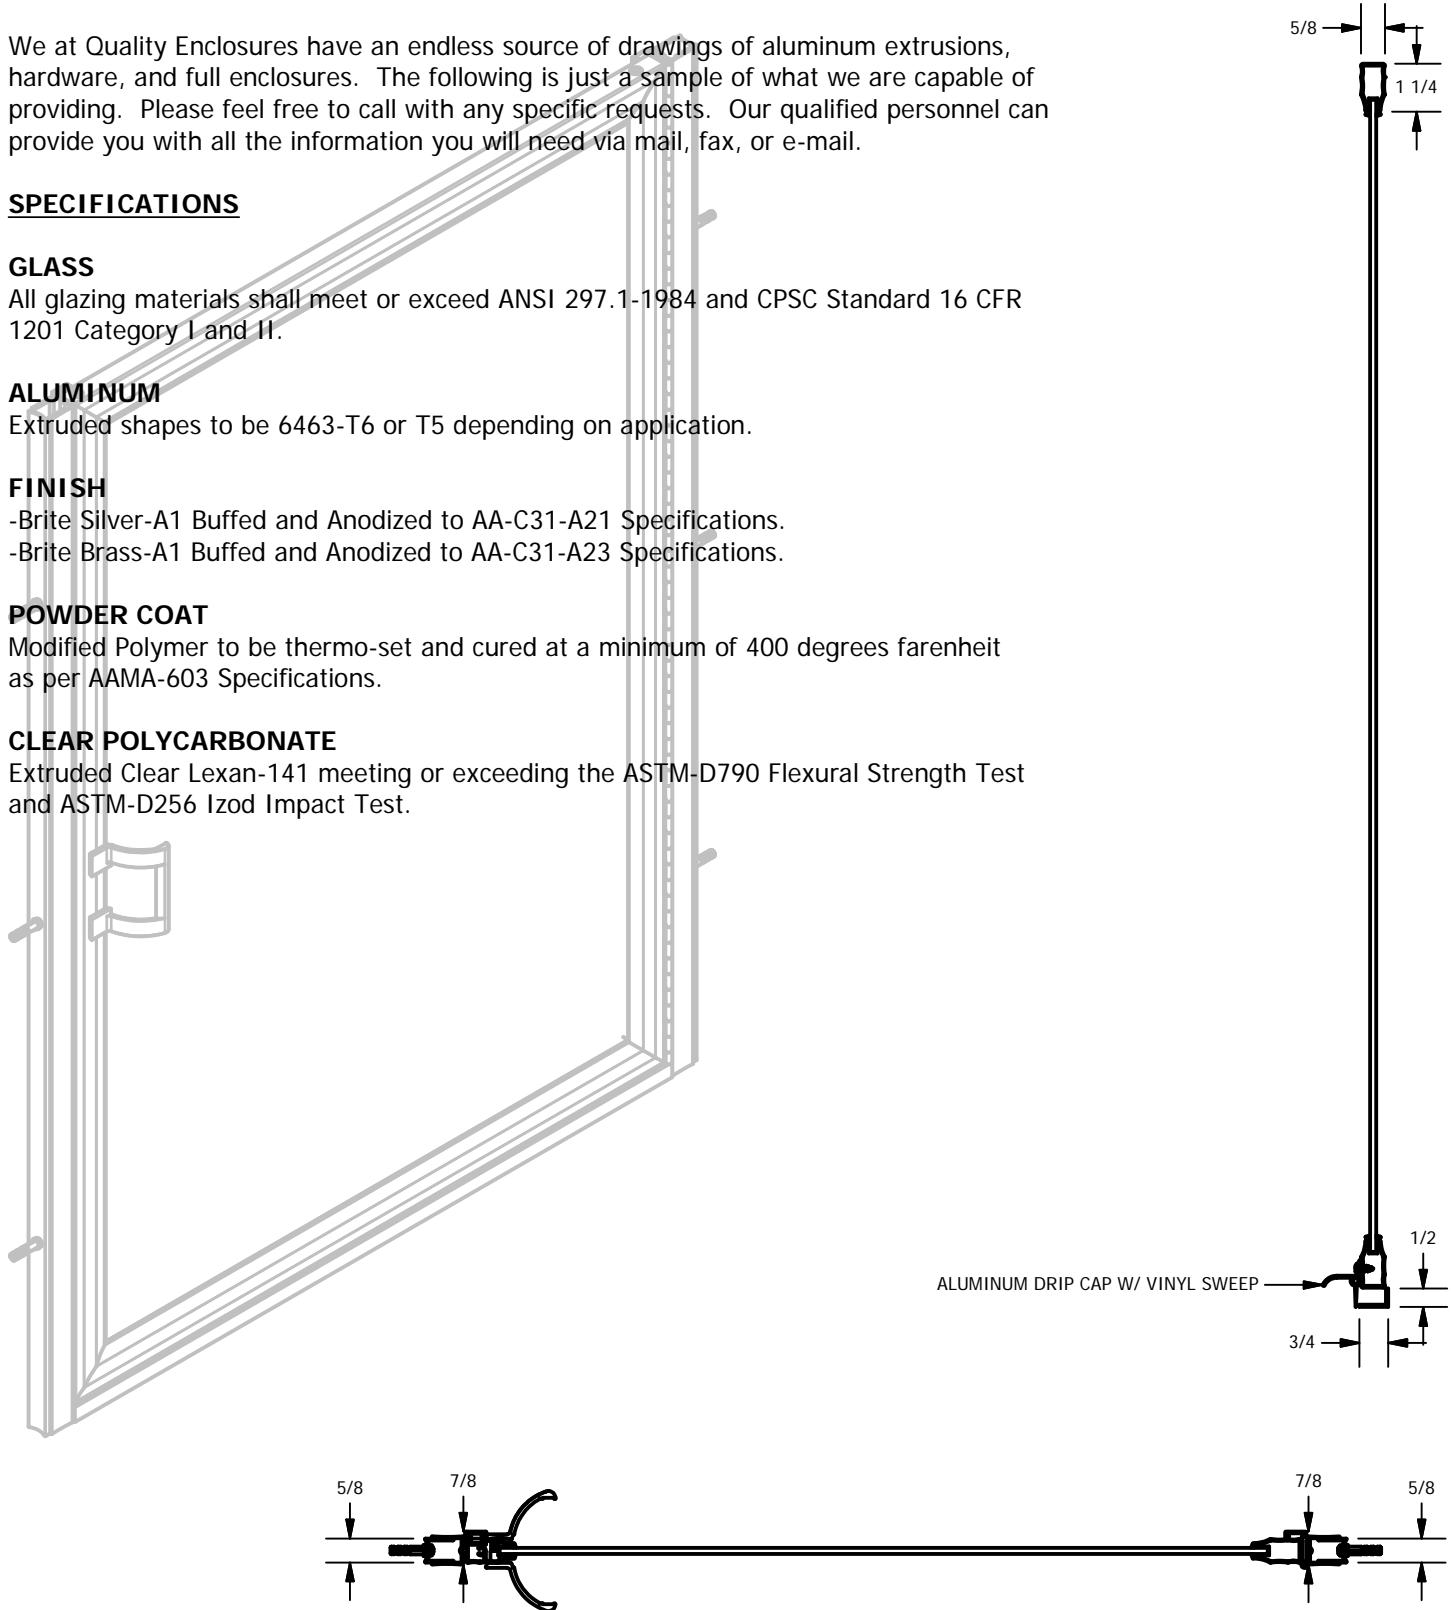 We at Quality Enclosures have an endless source of drawings of aluminum extrusions,
hardware, and full enclosures.  The following is just a sample of what we are capable of
providing.  Please feel free to call with any specific requests.  Our qualified personnel can
provide you with all the information you will need via mail, fax, or e-mail.
SPECIFICATIONS
GLASS
All glazing materials shall meet or exceed ANSI 297.1-1984 and CPSC Standard 16 CFR
1201 Category I and II.
ALUMINUM
Extruded shapes to be 6463-T6 or T5 depending on application.
FINISH
-Brite Silver-A1 Buffed and Anodized to AA-C31-A21 Specifications.
-Brite Brass-A1 Buffed and Anodized to AA-C31-A23 Specifications.
POWDER COAT
Modified Polymer to be thermo-set and cured at a minimum of 400 degrees farenheit
as per AAMA-603 Specifications.
CLEAR POLYCARBONATE
Extruded Clear Lexan-141 meeting or exceeding the ASTM-D790 Flexural Strength Test
and ASTM-D256 Izod Impact Test.
5/8
1 1/4
1/2
ALUMINUM DRIP CAP W/ VINYL SWEEP
3/4
5/8
7/8
7/8
5/8